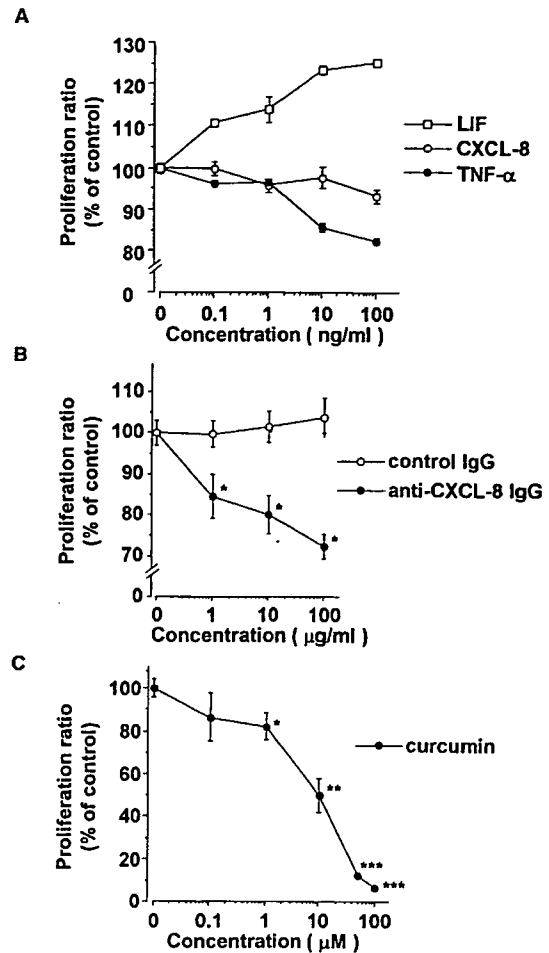 A
130
120
110
100
90
80
0
Proliferation ratio
(% of control)
0 0.1 1 10 100
Concentration ( ng/ml )
LIF
CXCL-8
TNF-α
B
110
100
90
80
70
0
Proliferation ratio
(% of control)
* * *
0 1 10 100
Concentration ( μg/ml )
control IgG
anti-CXCL-8 IgG
C
100
80
60
40
20
0
Proliferation ratio
(% of control)
*
**
***
***
0 0.1 1 10 100
Concentration ( μM )
curcumin